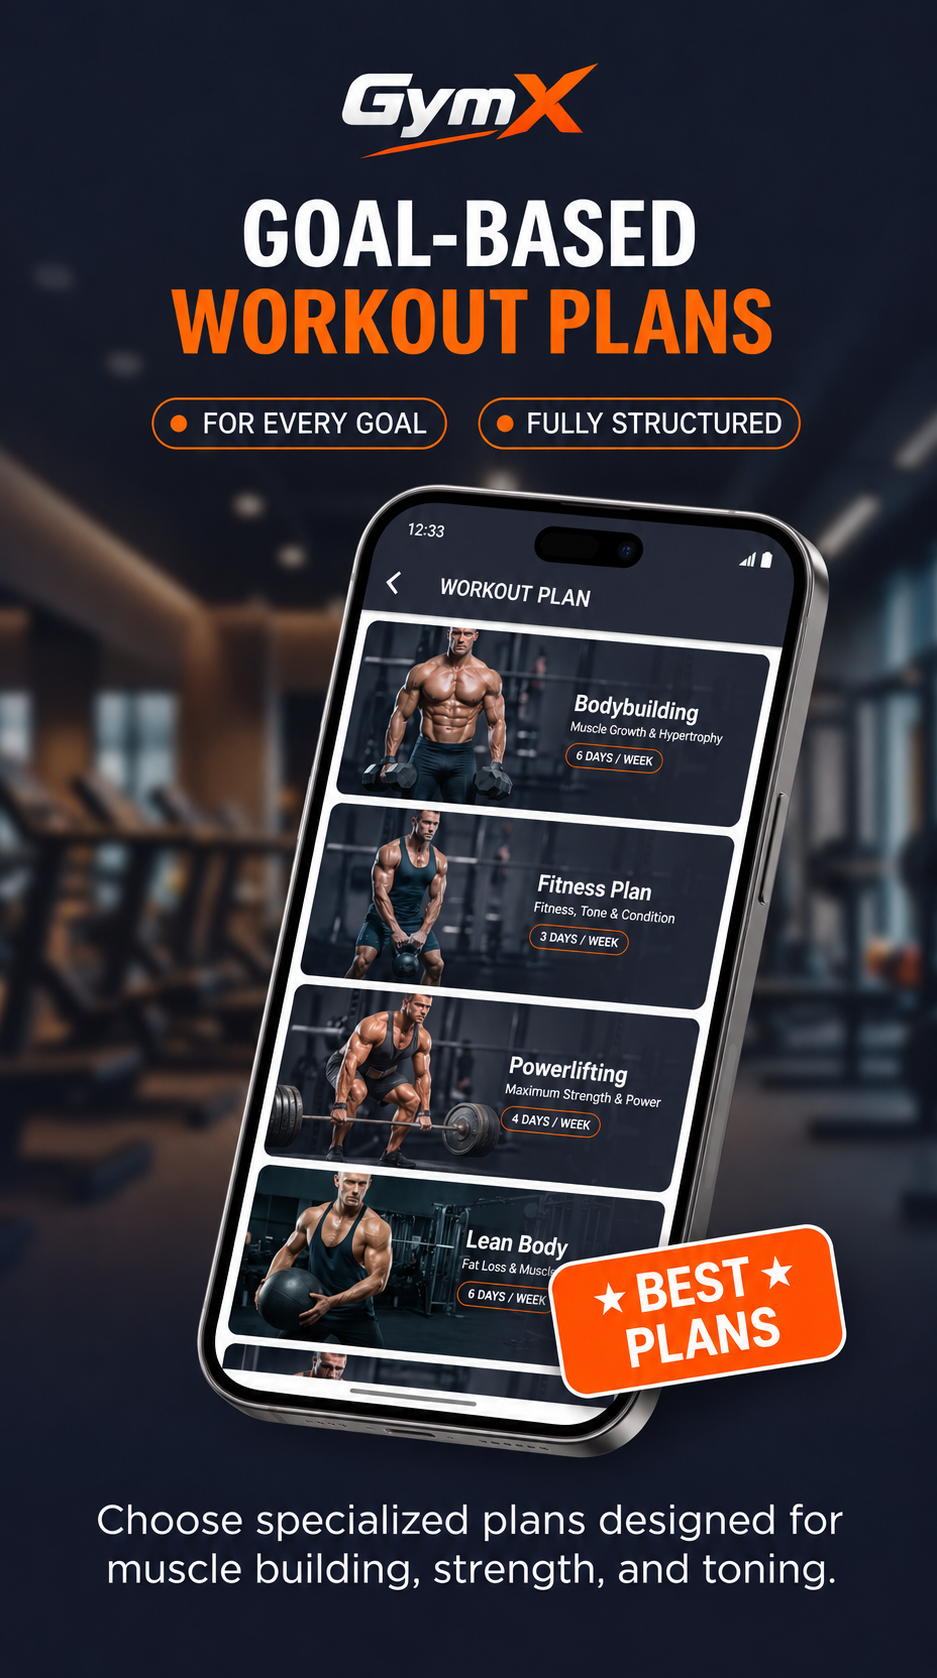 GymX
GOAL-BASED
WORKOUT PLANS
FOR EVERY GOAL
FULLY STRUCTURED
12:33
WORKOUT PLAN
Bodybuilding
Muscle Growth & Hypertrophy
6 DAYS / WEEK
Fitness Plan
Fitness, Tone & Condition
3 DAYS / WEEK
Powerlifting
Maximum Strength & Power
4 DAYS / WEEK
Lean Body
Fat Loss & Muscle
6 DAYS / WEEK
★ BEST ★
PLANS
Choose specialized plans designed for
muscle building, strength, and toning.